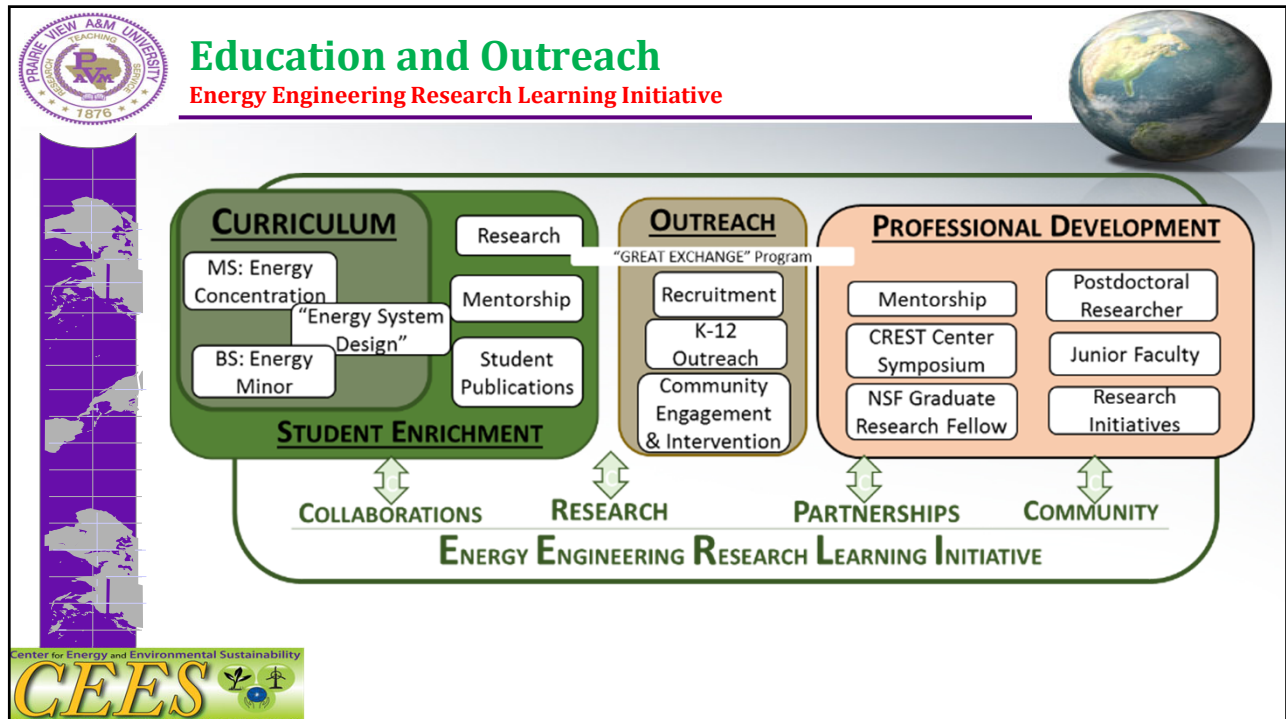 PRAIRIE VIEW A&M UNIVERSITY
TEACHING
RESEARCH
SERVICE
PVAMU
1876
Education and Outreach
Energy Engineering Research Learning Initiative
CURRICULUM
MS: Energy
Concentration
"Energy System
Design"
BS: Energy
Minor
Research
Mentorship
Student
Publications
STUDENT ENRICHMENT
OUTREACH
"GREAT EXCHANGE" Program
Recruitment
K-12
Outreach
Community
Engagement
& Intervention
PROFESSIONAL DEVELOPMENT
Mentorship
CREST Center
Symposium
NSF Graduate
Research Fellow
Postdoctoral
Researcher
Junior Faculty
Research
Initiatives
C
C
C
C
COLLABORATIONS
RESEARCH
PARTNERSHIPS
COMMUNITY
ENERGY ENGINEERING RESEARCH LEARNING INITIATIVE
Center for Energy and Environmental Sustainability
CEES